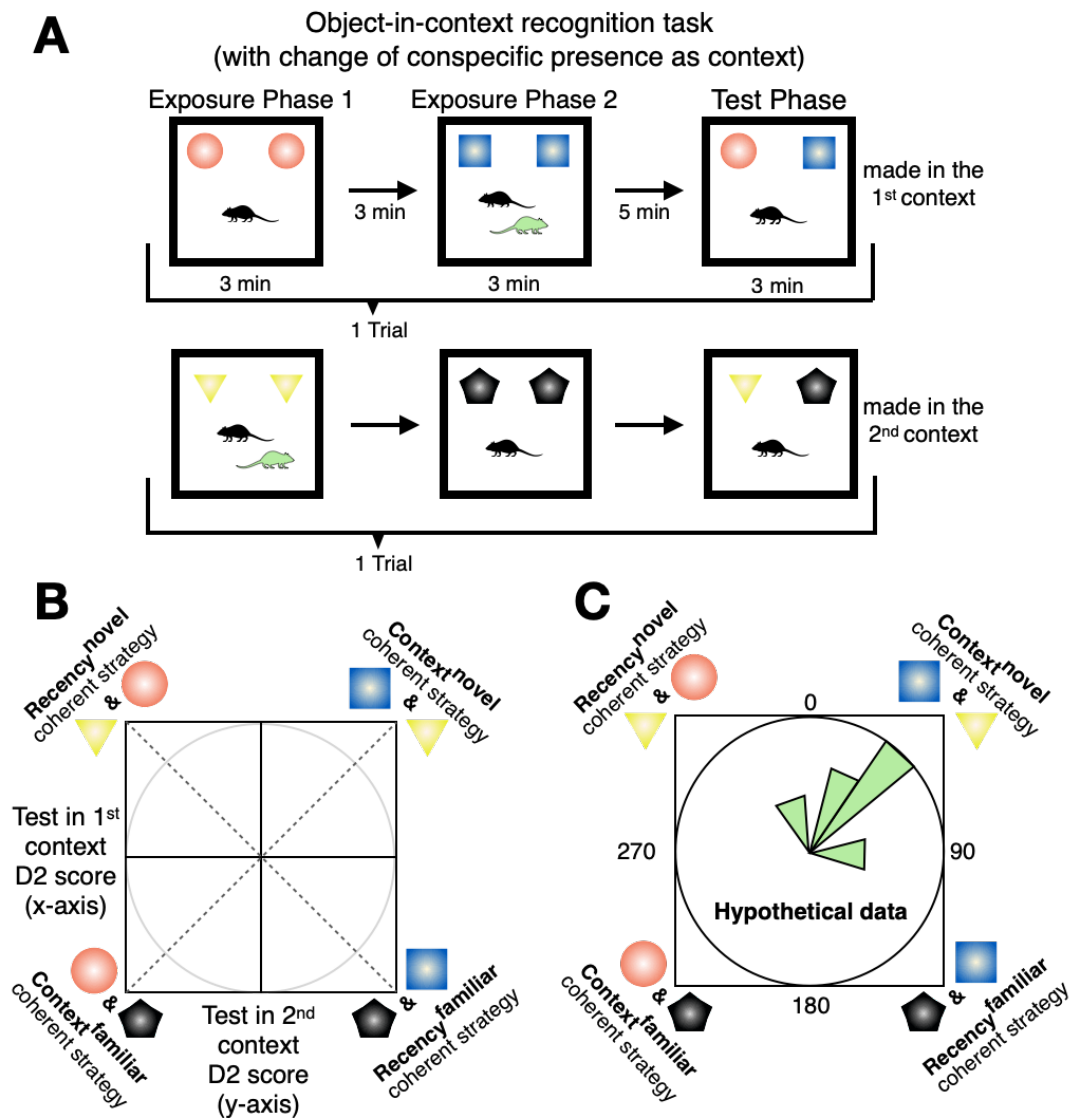 A
Object-in-context recognition task
(with change of conspecific presence as context)
Exposure Phase 1
Exposure Phase 2
Test Phase
3 min
5 min
made in the
1st context
3 min
3 min
3 min
1 Trial
made in the
2nd context
1 Trial
B
Recency novel
coherent strategy
&
Context novel
coherent strategy
&
Test in 1st
context
D2 score
(x-axis)
Context familiar
coherent strategy
&
Test in 2nd
context
D2 score
(y-axis)
Recency familiar
coherent strategy
&
C
Recency novel
coherent strategy
&
Context novel
coherent strategy
&
0
270
90
Hypothetical data
180
Context familiar
coherent strategy
&
Recency familiar
coherent strategy
&